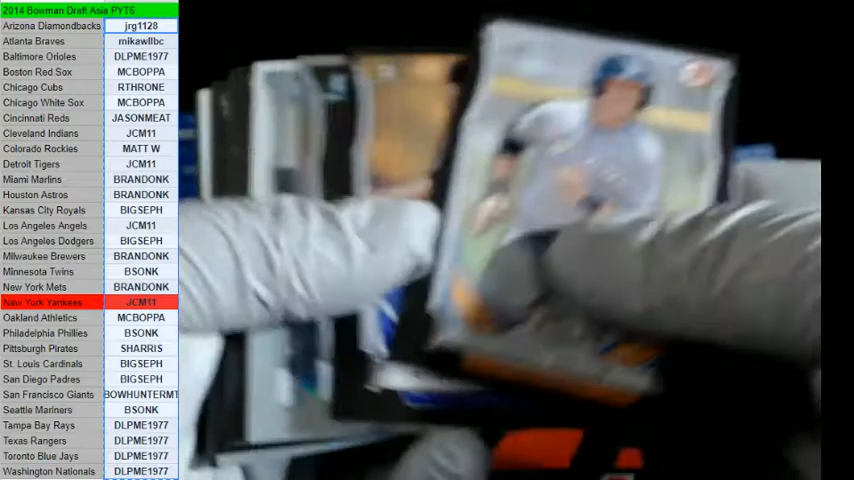 2014 Bowman Draft Asia PYT5
Arizona Diamondbacks jrg1128
Atlanta Braves mikawllbc
Baltimore Orioles DLPME1977
Boston Red Sox MCBOPPA
Chicago Cubs RTHRONE
Chicago White Sox MCBOPPA
Cincinnati Reds JASONMEAT
Cleveland Indians JCM11
Colorado Rockies MATT W
Detroit Tigers JCM11
Miami Marlins BRANDONK
Houston Astros BRANDONK
Kansas City Royals BIGSEPH
Los Angeles Angels JCM11
Los Angeles Dodgers BIGSEPH
Milwaukee Brewers BRANDONK
Minnesota Twins BSONK
New York Mets BRANDONK
New York Yankees JCM11
Oakland Athletics MCBOPPA
Philadelphia Phillies BSONK
Pittsburgh Pirates SHARRIS
St. Louis Cardinals BIGSEPH
San Diego Padres BIGSEPH
San Francisco Giants BOWHUNTERMT
Seattle Mariners BSONK
Tampa Bay Rays DLPME1977
Texas Rangers DLPME1977
Toronto Blue Jays DLPME1977
Washington Nationals DLPME1977